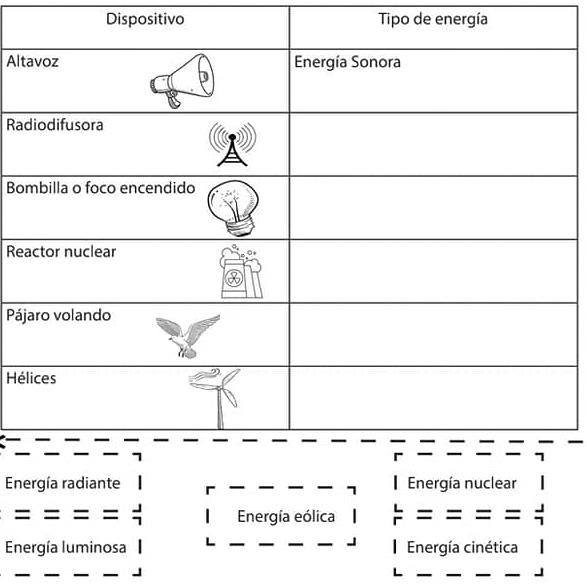 Dispositivo
Tipo de energía
Altavoz
Energía Sonora
Radiodifusora
Bombilla o foco encendido
Reactor nuclear
Pájaro volando
Hélices
Energía radiante
Energía nuclear
Energía eólica
Energía luminosa
Energía cinética